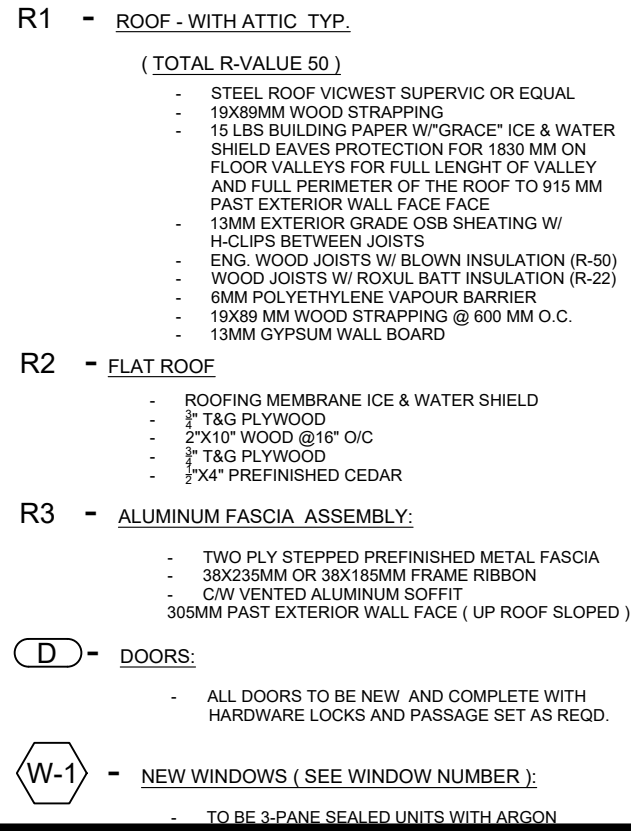 R1 - ROOF - WITH ATTIC TYP.
( TOTAL R-VALUE 50 )
- STEEL ROOF VICWEST SUPERVIC OR EQUAL
- 19X89MM WOOD STRAPPING
- 15 LBS BUILDING PAPER W/"GRACE" ICE & WATER
SHIELD EAVES PROTECTION FOR 1830 MM ON
FLOOR VALLEYS FOR FULL LENGHT OF VALLEY
AND FULL PERIMETER OF THE ROOF TO 915 MM
PAST EXTERIOR WALL FACE FACE
- 13MM EXTERIOR GRADE OSB SHEATING W/
H-CLIPS BETWEEN JOISTS
- ENG. WOOD JOISTS W/ BLOWN INSULATION (R-50)
- WOOD JOISTS W/ ROXUL BATT INSULATION (R-22)
- 6MM POLYETHYLENE VAPOUR BARRIER
- 19X89 MM WOOD STRAPPING @ 600 MM O.C.
- 13MM GYPSUM WALL BOARD
R2 - FLAT ROOF
- ROOFING MEMBRANE ICE & WATER SHIELD
- 3/4" T&G PLYWOOD
- 2"X10" WOOD @16" O/C
- 3/4" T&G PLYWOOD
- 1/2"X4" PREFINISHED CEDAR
R3 - ALUMINUM FASCIA ASSEMBLY:
- TWO PLY STEPPED PREFINISHED METAL FASCIA
- 38X235MM OR 38X185MM FRAME RIBBON
- C/W VENTED ALUMINUM SOFFIT
305MM PAST EXTERIOR WALL FACE ( UP ROOF SLOPED )
D - DOORS:
- ALL DOORS TO BE NEW AND COMPLETE WITH
HARDWARE LOCKS AND PASSAGE SET AS REQD.
W-1 - NEW WINDOWS ( SEE WINDOW NUMBER ):
- TO BE 3-PANE SEALED UNITS WITH ARGON